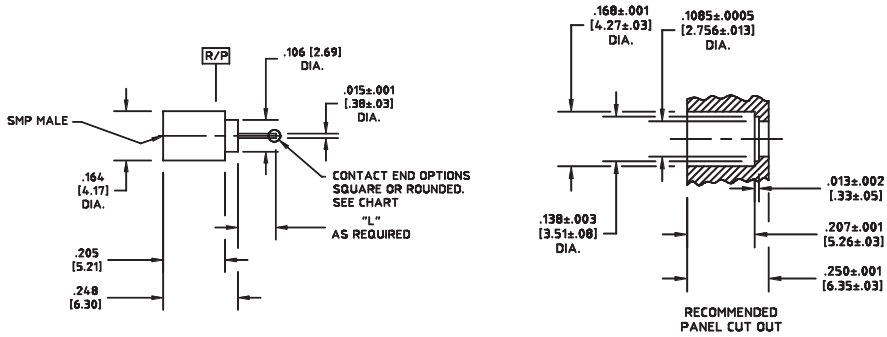 R/P
.106 [2.69]
DIA.
.015±.001
[.38±.03]
DIA.
SMP MALE
.164
[4.17]
DIA.
CONTACT END OPTIONS
SQUARE OR ROUNDED.
SEE CHART
"L"
AS REQUIRED
.205
[5.21]
.248
[6.30]
.168±.001
[4.27±.03]
DIA.
.1085±.0005
[2.756±.013]
DIA.
.138±.003
[3.51±.08]
DIA.
.013±.002
[.33±.05]
.207±.001
[5.26±.03]
.250±.001
[6.35±.03]
RECOMMENDED
PANEL CUT OUT